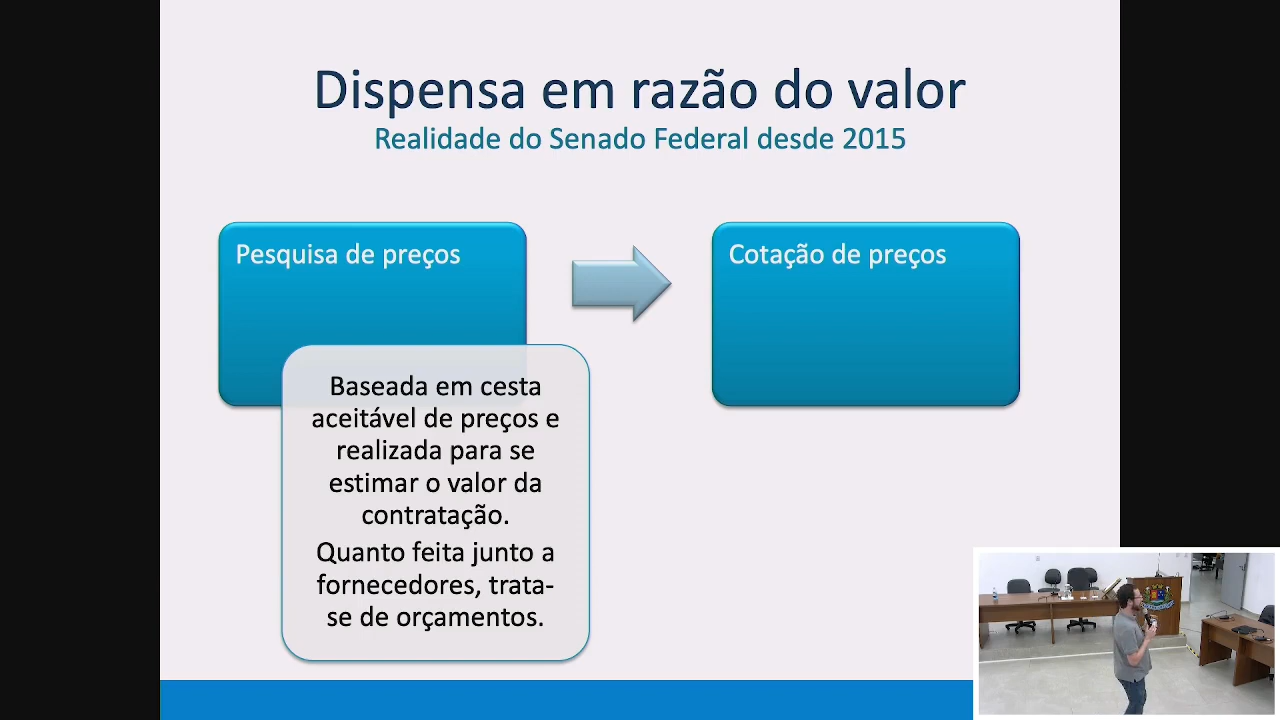 Dispensa em razão do valor
Realidade do Senado Federal desde 2015
Pesquisa de preços
Cotação de preços
Baseada em cesta
aceitável de preços e
realizada para se
estimar o valor da
contratação.
Quanto feita junto a
fornecedores, trata-
se de orçamentos.